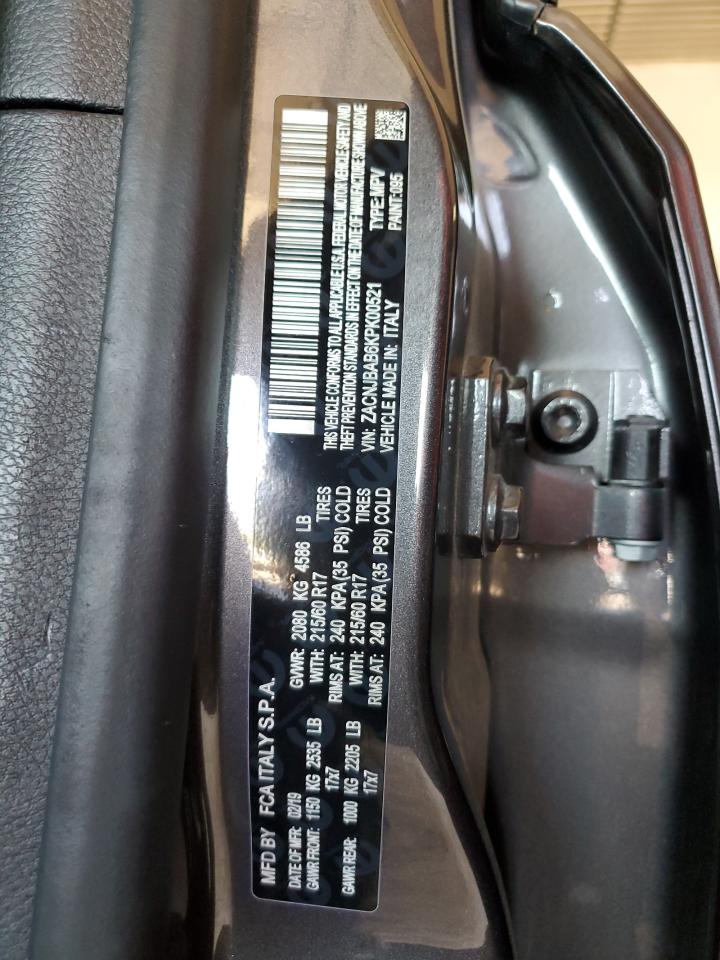 MFD BY FCA ITALY S.P.A.
DATE OF MFR: 02/19 GVWR: 2080 KG 4586 LB
GAWR FRONT: 1150 KG 2535 LB WITH: 215/60 R17 TIRES
17x7 RIMS AT: 240 KPA (35 PSI) COLD
GAWR REAR: 1000 KG 2205 LB WITH: 215/60 R17 TIRES
17x7 RIMS AT: 240 KPA (35 PSI) COLD
THIS VEHICLE CONFORMS TO ALL APPLICABLE U.S.A. FEDERAL MOTOR VEHICLE SAFETY AND
THEFT PREVENTION STANDARDS IN EFFECT ON THE DATE OF MANUFACTURE SHOWN ABOVE
VIN: ZACNJBAB6KPK00521 TYPE: MPV
VEHICLE MADE IN: ITALY PAINT: 095